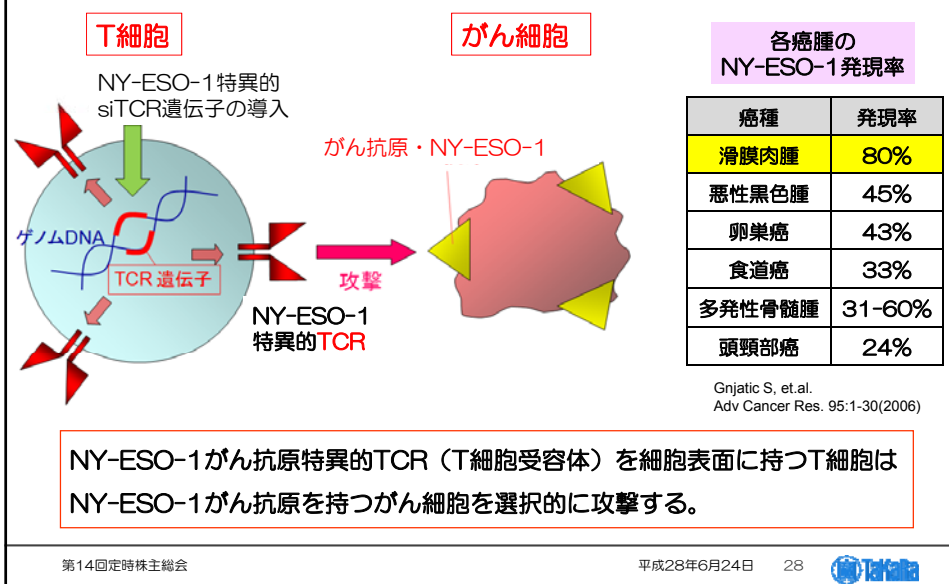 T細胞
がん細胞
各癌腫の
NY-ESO-1発現率
NY-ESO-1特異的
siTCR遺伝子の導入
がん抗原・NY-ESO-1
ゲノムDNA
TCR 遺伝子
攻撃
NY-ESO-1
特異的TCR
癌種 発現率
滑膜肉腫 80%
悪性黒色腫 45%
卵巣癌 43%
食道癌 33%
多発性骨髄腫 31-60%
頭頸部癌 24%
Gnjatic S, et.al.
Adv Cancer Res. 95:1-30(2006)
NY-ESO-1がん抗原特異的TCR（T細胞受容体）を細胞表面に持つT細胞は
NY-ESO-1がん抗原を持つがん細胞を選択的に攻撃する。
第14回定時株主総会 平成28年6月24日 28 TaKaRa